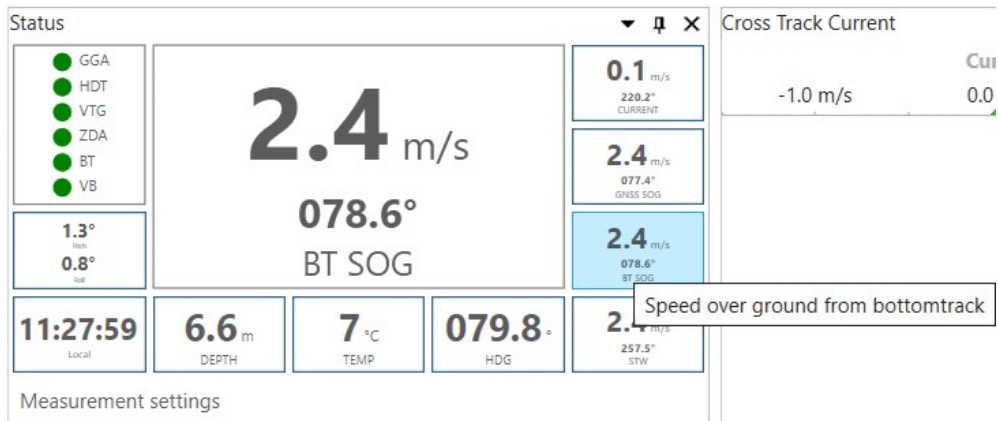 Status
GGA
HDT
VTG
ZDA
BT
VB
2.4 m/s
078.6°
BT SOG
0.1 m/s
220.2°
CURRENT
2.4 m/s
077.4°
GNSS SOG
2.4 m/s
078.6°
BT SOG
1.3°
Pitch
0.8°
Roll
11:27:59
Local
6.6 m
DEPTH
7 °C
TEMP
079.8 °
HDG
m/s
257.5°
STW
Speed over ground from bottomtrack
Measurement settings
Cross Track Current
-1.0 m/s
0.0